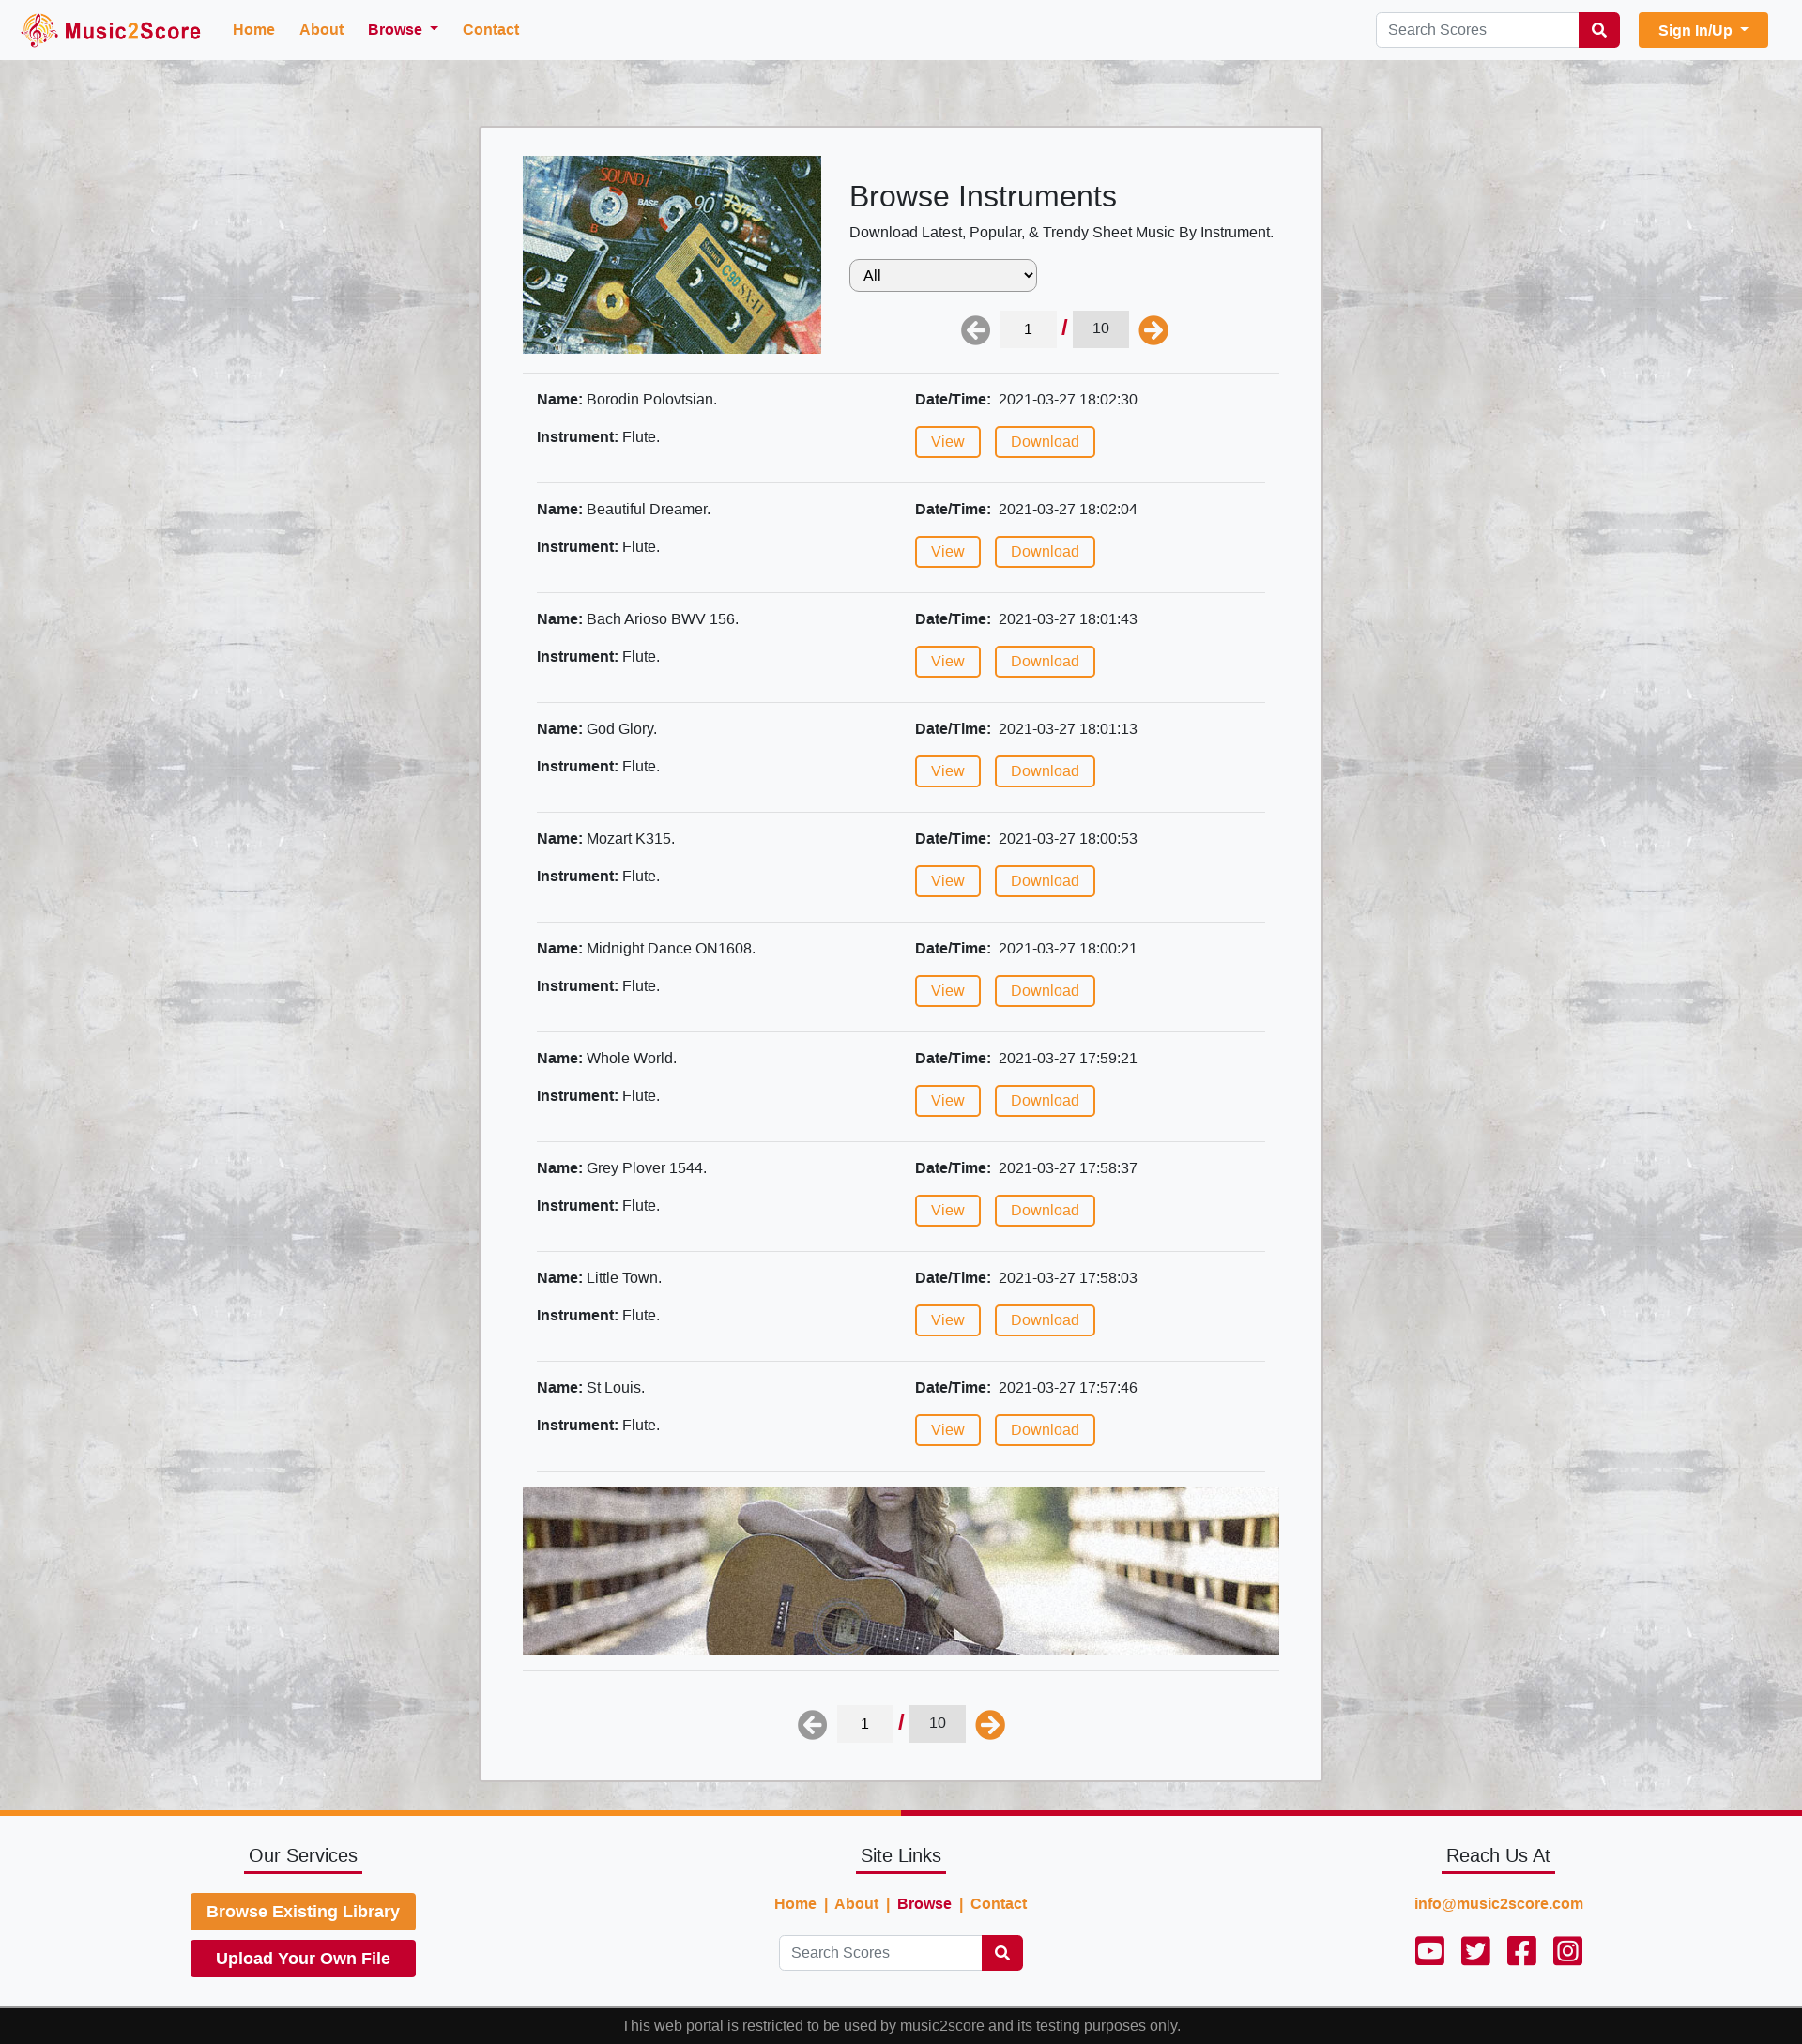 Music2Score Home About Browse Contact Search Scores Sign In/Up
SOUND1
BASF 90
B
C90
SX-II
Browse Instruments
Download Latest, Popular, & Trendy Sheet Music By Instrument.
All
1 / 10
Name: Borodin Polovtsian. Date/Time: 2021-03-27 18:02:30
Instrument: Flute. View Download
Name: Beautiful Dreamer. Date/Time: 2021-03-27 18:02:04
Instrument: Flute. View Download
Name: Bach Arioso BWV 156. Date/Time: 2021-03-27 18:01:43
Instrument: Flute. View Download
Name: God Glory. Date/Time: 2021-03-27 18:01:13
Instrument: Flute. View Download
Name: Mozart K315. Date/Time: 2021-03-27 18:00:53
Instrument: Flute. View Download
Name: Midnight Dance ON1608. Date/Time: 2021-03-27 18:00:21
Instrument: Flute. View Download
Name: Whole World. Date/Time: 2021-03-27 17:59:21
Instrument: Flute. View Download
Name: Grey Plover 1544. Date/Time: 2021-03-27 17:58:37
Instrument: Flute. View Download
Name: Little Town. Date/Time: 2021-03-27 17:58:03
Instrument: Flute. View Download
Name: St Louis. Date/Time: 2021-03-27 17:57:46
Instrument: Flute. View Download
1 / 10
Our Services
Browse Existing Library
Upload Your Own File
Site Links
Home | About | Browse | Contact
Search Scores
Reach Us At
info@music2score.com
This web portal is restricted to be used by music2score and its testing purposes only.